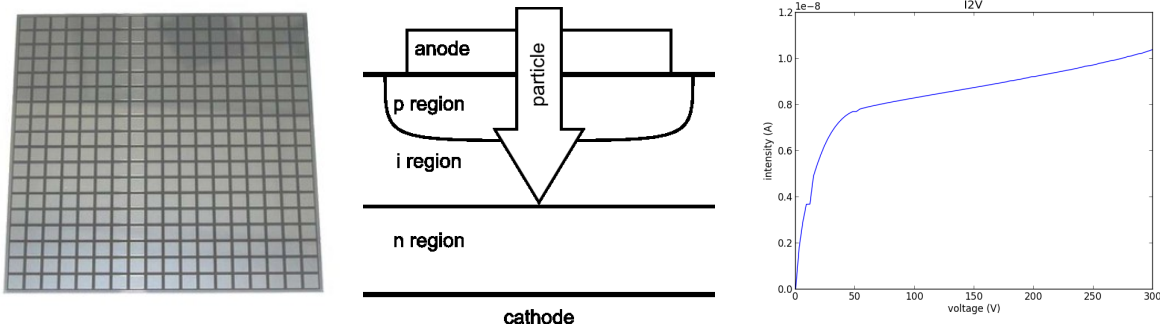 anode
particle
p region
i region
n region
cathode
I2V
1e−8
1.2
1.0
0.8
0.6
0.4
0.2
0.0
intensity (A)
0
50
100
150
200
250
300
voltage (V)